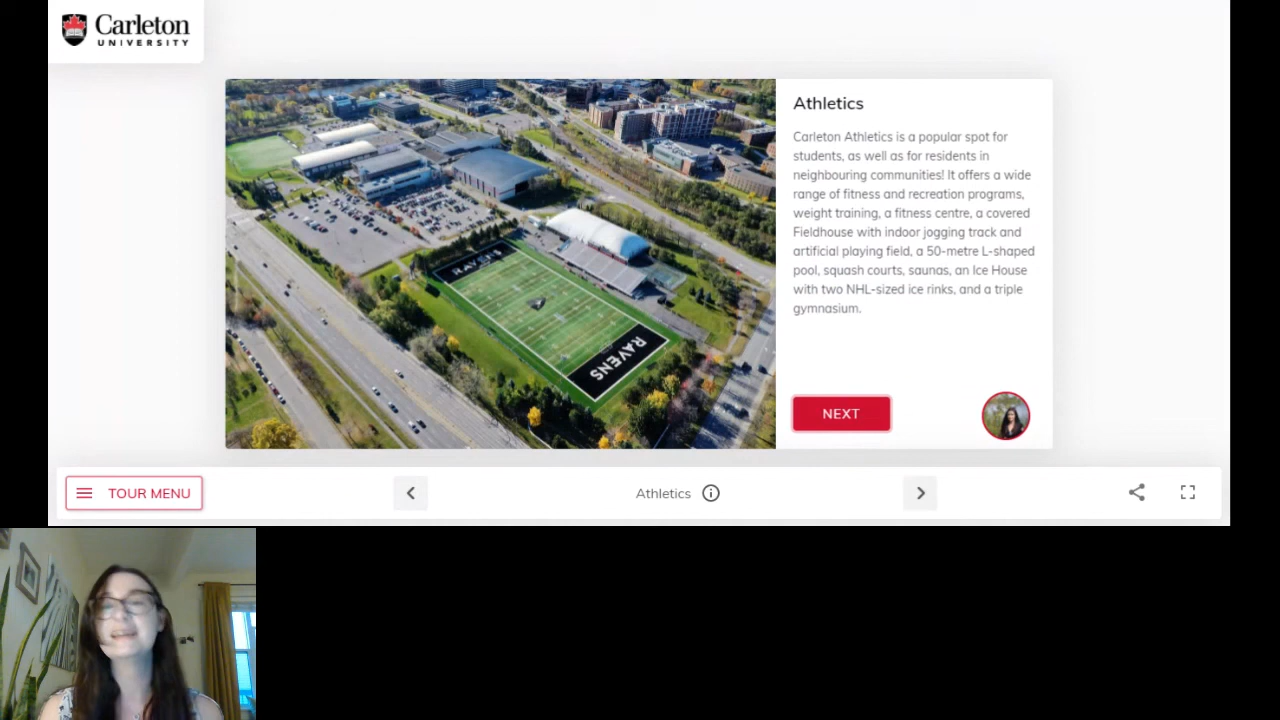 Carleton
UNIVERSITY
RAVENS
RAVENS
Athletics
Carleton Athletics is a popular spot for
students, as well as for residents in
neighbouring communities! It offers a wide
range of fitness and recreation programs,
weight training, a fitness centre, a covered
Fieldhouse with indoor jogging track and
artificial playing field, a 50-metre L-shaped
pool, squash courts, saunas, an Ice House
with two NHL-sized ice rinks, and a triple
gymnasium.
NEXT
TOUR MENU
Athletics